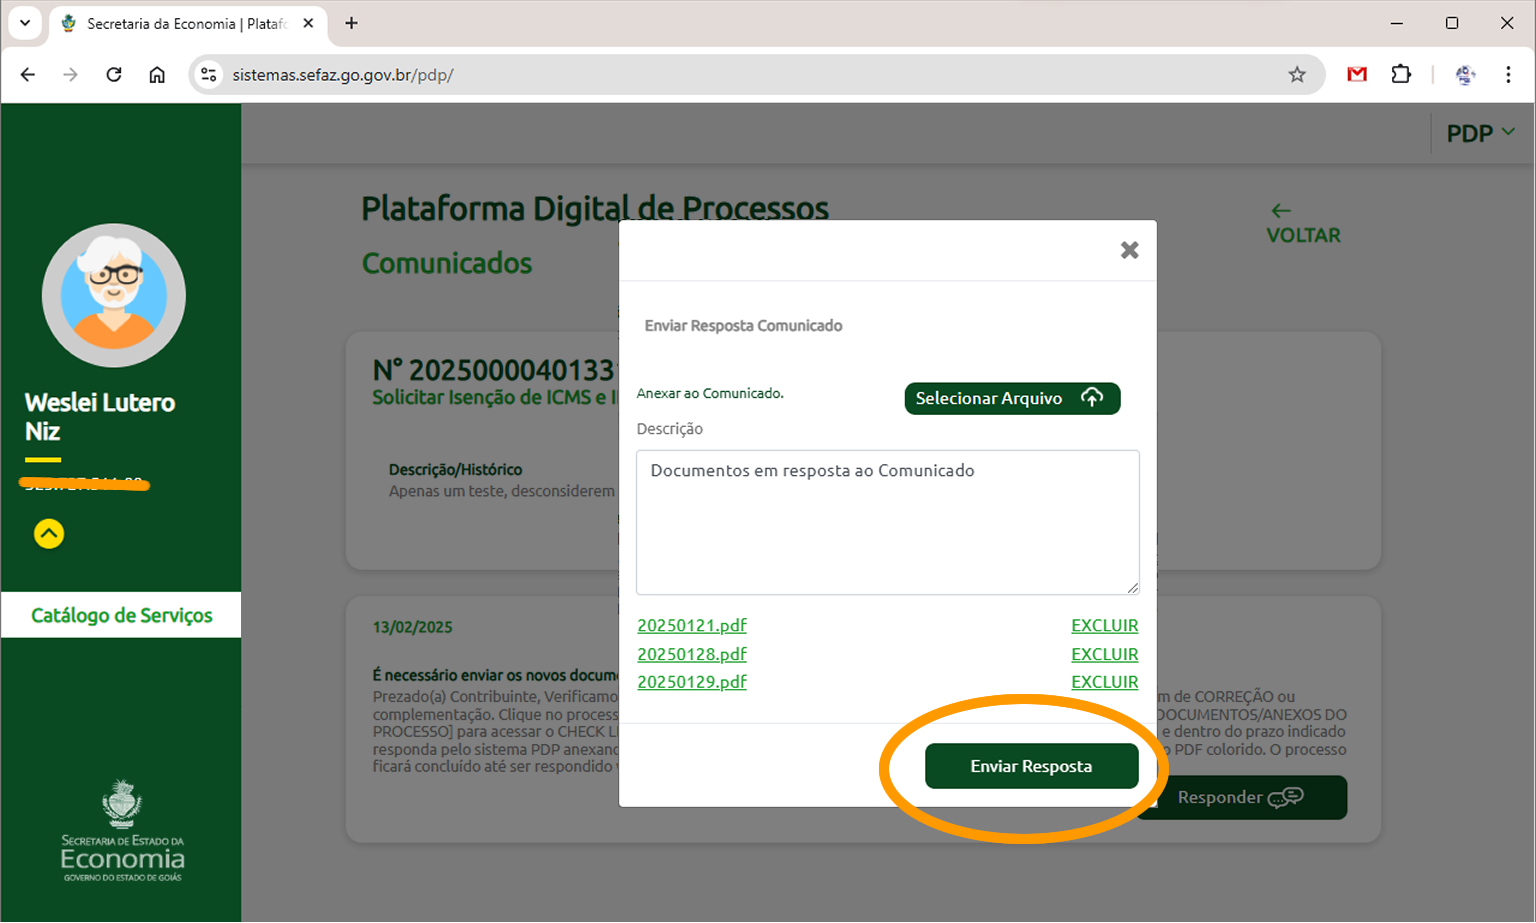 Secretaria da Economia | Plataf
sistemas.sefaz.go.gov.br/pdp/
PDP
Plataforma Digital de Processos
VOLTAR
Comunicados
Weslei Lutero
Niz
Catálogo de Serviços
SECRETARIA DE ESTADO DA
Economia
GOVERNO DO ESTADO DE GOIÁS
Nº 20250000401331
Solicitar Isenção de ICMS e I
Descrição/Histórico
Apenas um teste, desconsiderem
13/02/2025
É necessário enviar os novos docum
Prezado(a) Contribuinte, Verificamo m de CORREÇÃO ou
complementação. Clique no process DOCUMENTOS/ANEXOS DO
PROCESSO] para acessar o CHECK L e dentro do prazo indicado
responda pelo sistema PDP anexand o PDF colorido. O processo
ficará concluído até ser respondido
Responder
Enviar Resposta Comunicado
Anexar ao Comunicado.
Selecionar Arquivo
Descrição
Documentos em resposta ao Comunicado
20250121.pdf EXCLUIR
20250128.pdf EXCLUIR
20250129.pdf EXCLUIR
Enviar Resposta